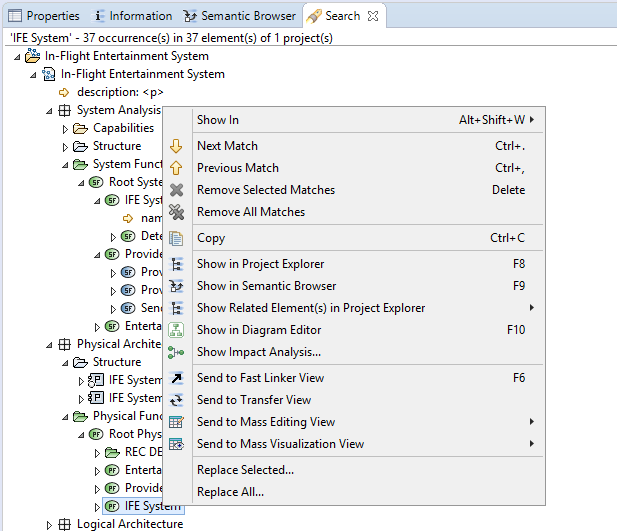 Properties Information Semantic Browser Search
'IFE System' - 37 occurrence(s) in 37 element(s) of 1 project(s)
In-Flight Entertainment System
In-Flight Entertainment System
description: <p>
System Analysis
Capabilities
Structure
System Func
Root Syste
IFE Syst
nam
Dete
Provide
Prov
Prov
Send
Enterta
Physical Archite
Structure
IFE System
IFE System
Physical Func
Root Phys
REC DE
Enterta
Provide
IFE System
Logical Architecture
Show In Alt+Shift+W
Next Match Ctrl+.
Previous Match Ctrl+,
Remove Selected Matches Delete
Remove All Matches
Copy Ctrl+C
Show in Project Explorer F8
Show in Semantic Browser F9
Show Related Element(s) in Project Explorer
Show in Diagram Editor F10
Show Impact Analysis...
Send to Fast Linker View F6
Send to Transfer View
Send to Mass Editing View
Send to Mass Visualization View
Replace Selected...
Replace All...